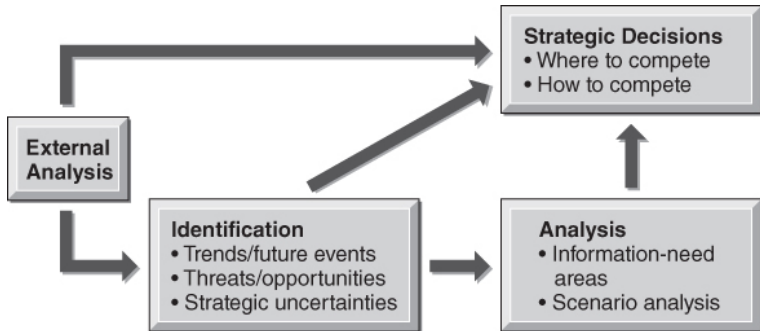 Strategic Decisions
• Where to compete
• How to compete
External
Analysis
Identification
• Trends/future events
• Threats/opportunities
• Strategic uncertainties
Analysis
• Information-need
areas
• Scenario analysis